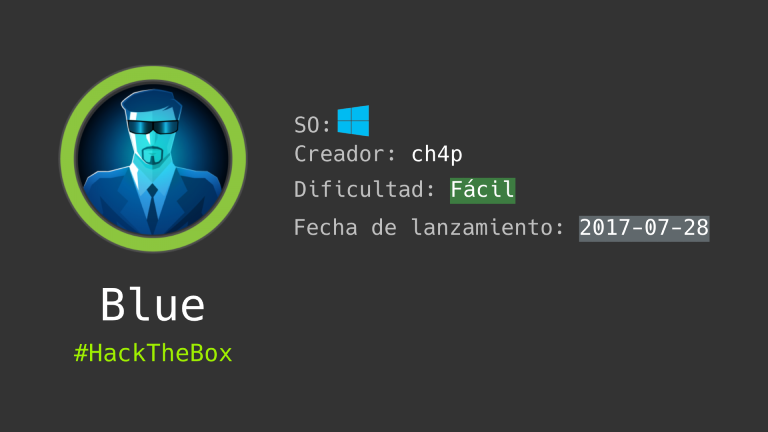 SO:
Creador: ch4p
Dificultad: Fácil
Fecha de lanzamiento: 2017-07-28
Blue
#HackTheBox